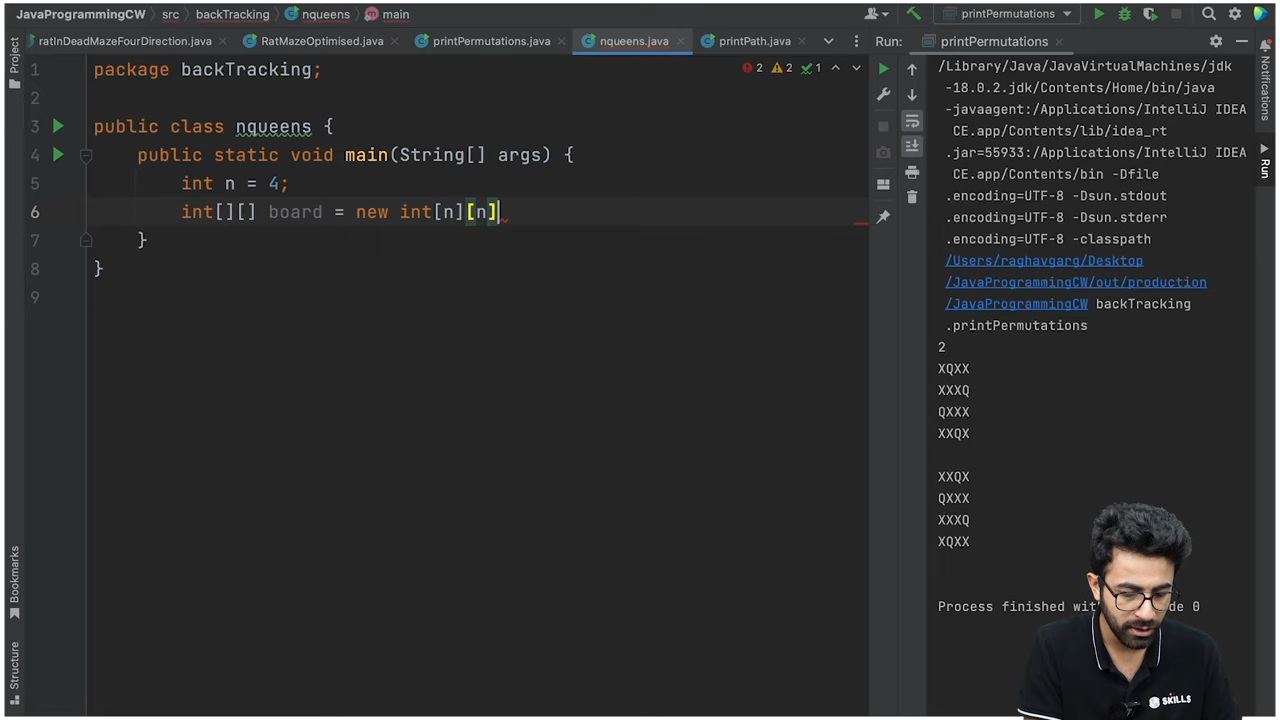 JavaProgrammingCW > src > backTracking > nqueens > main
printPermutations
Project
ratInDeadMazeFourDirection.java
RatMazeOptimised.java
printPermutations.java
nqueens.java
printPath.java
Run: printPermutations
2 2 1
1 package backTracking;
2
3 public class nqueens {
4 public static void main(String[] args) {
5 int n = 4;
6 int[][] board = new int[n][n]
7 }
8 }
9
/Library/Java/JavaVirtualMachines/jdk
-18.0.2.jdk/Contents/Home/bin/java
-javaagent:/Applications/IntelliJ IDEA
CE.app/Contents/lib/idea_rt
.jar=55933:/Applications/IntelliJ IDEA
CE.app/Contents/bin -Dfile
.encoding=UTF-8 -Dsun.stdout
.encoding=UTF-8 -Dsun.stderr
.encoding=UTF-8 -classpath
/Users/raghavgarg/Desktop
/JavaProgrammingCW/out/production
/JavaProgrammingCW backTracking
.printPermutations
2
XQXX
XXXQ
QXXX
XXQX
XXQX
QXXX
XXXQ
XQXX
Process finished wit de 0
Notifications
Run
Bookmarks
Structure
SKILLS